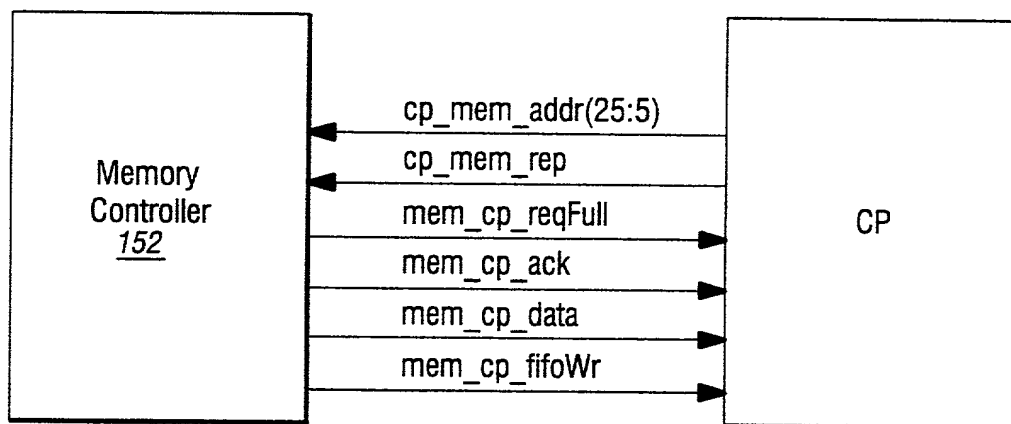 cp_mem_addr(25:5)
cp_mem_rep
Memory
Controller
152
mem_cp_reqFull
CP
mem_cp_ack
mem_cp_data
mem_cp_fifoWr